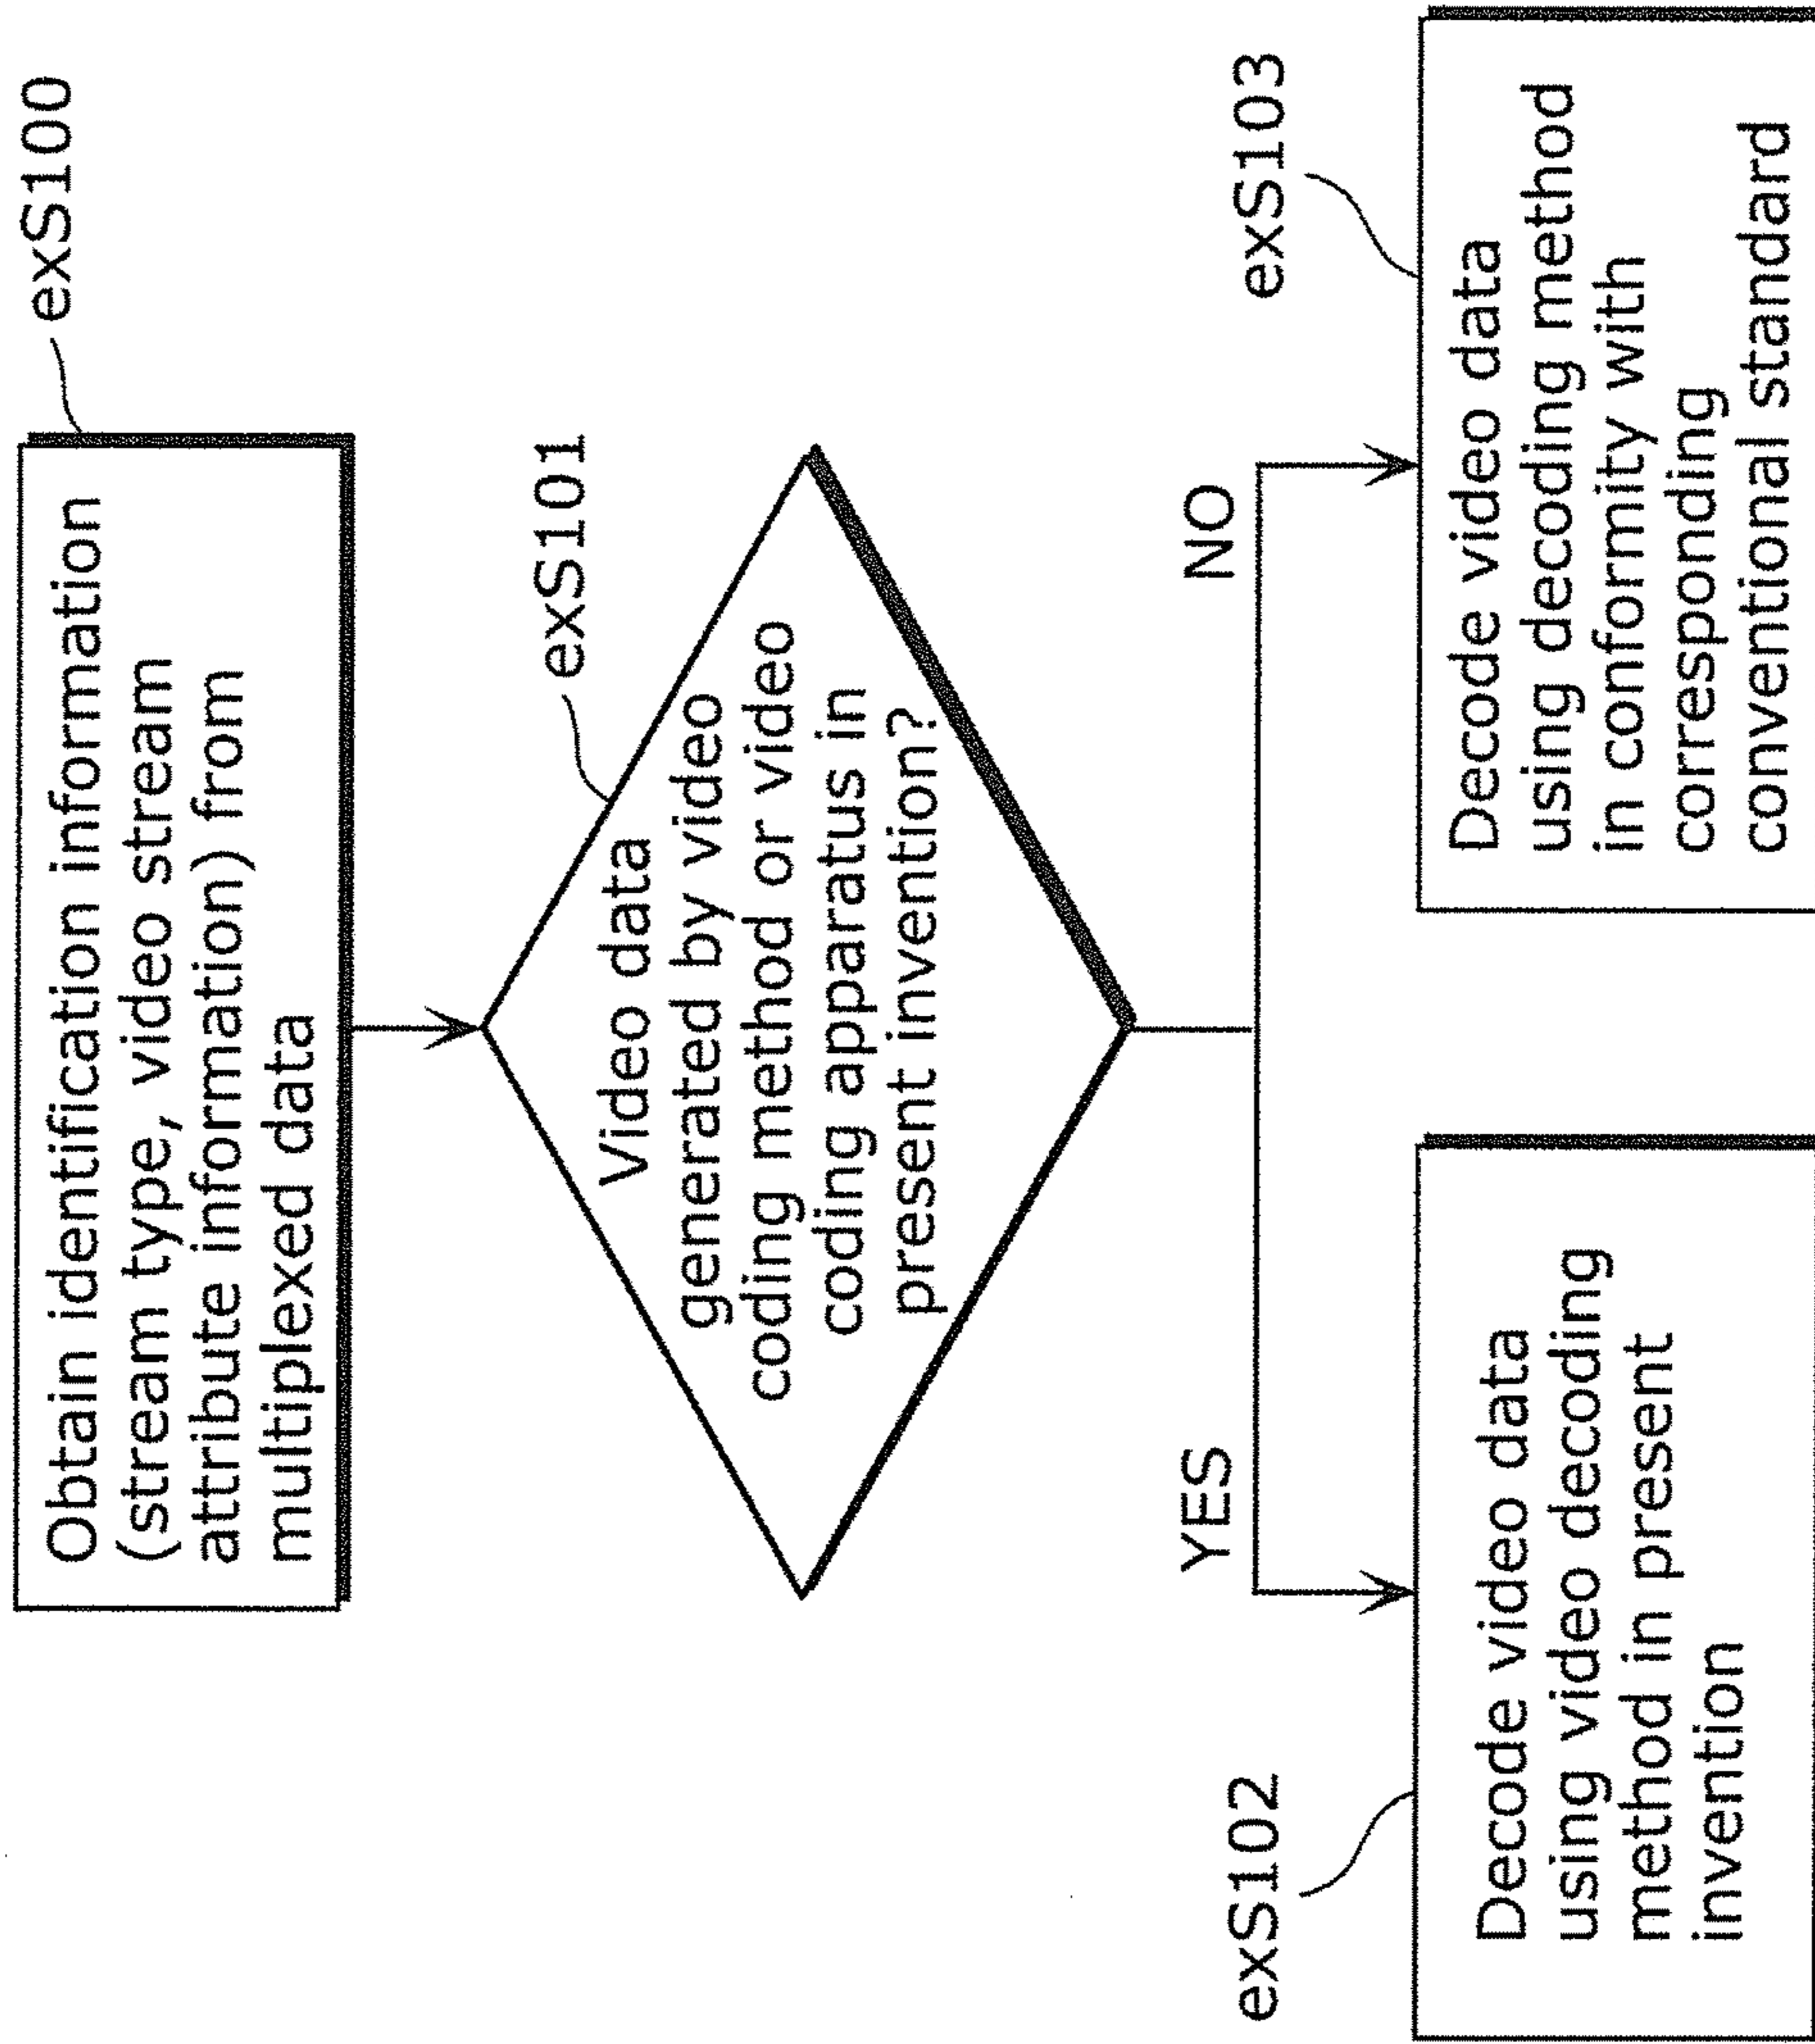 exS100
Obtain identification information
(stream type, video stream
attribute information) from
multiplexed data
exS101
Video data
generated by video
coding method or video
coding apparatus in
present invention?
YES
NO
exS102
Decode video data
using video decoding
method in present
invention
exS103
Decode video data
using decoding method
in conformity with
corresponding
conventional standard